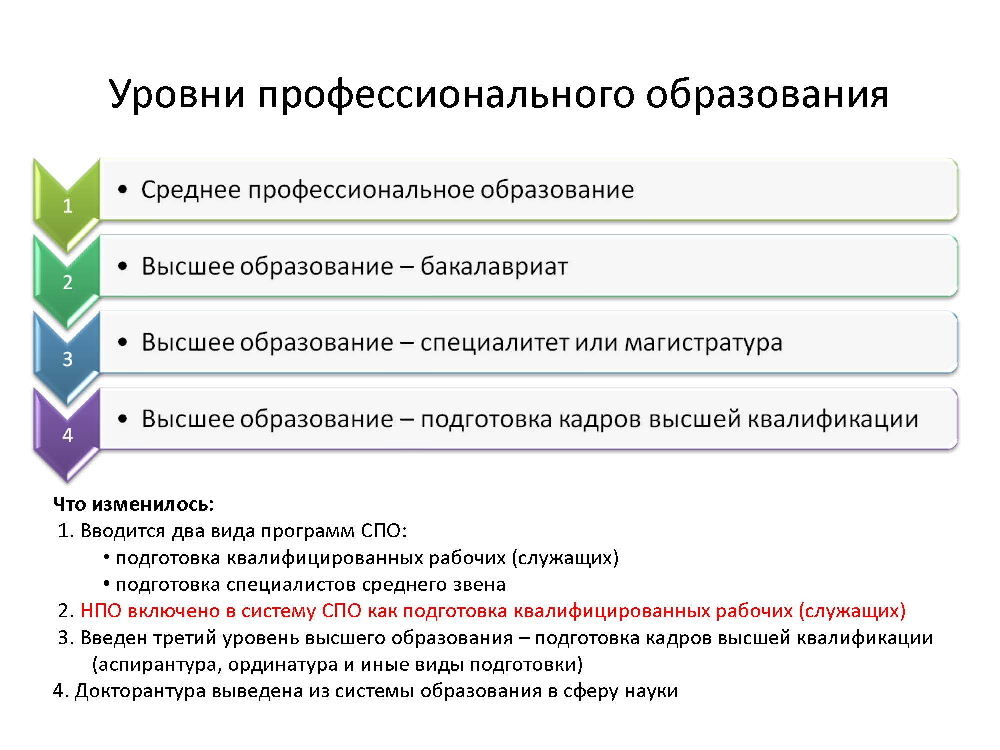 Уровни профессионального образования
1
• Среднее профессиональное образование
2
• Высшее образование – бакалавриат
3
• Высшее образование – специалитет или магистратура
4
• Высшее образование – подготовка кадров высшей квалификации
Что изменилось:
1. Вводится два вида программ СПО:
• подготовка квалифицированных рабочих (служащих)
• подготовка специалистов среднего звена
2. НПО включено в систему СПО как подготовка квалифицированных рабочих (служащих)
3. Введен третий уровень высшего образования – подготовка кадров высшей квалификации
(аспирантура, ординатура и иные виды подготовки)
4. Докторантура выведена из системы образования в сферу науки